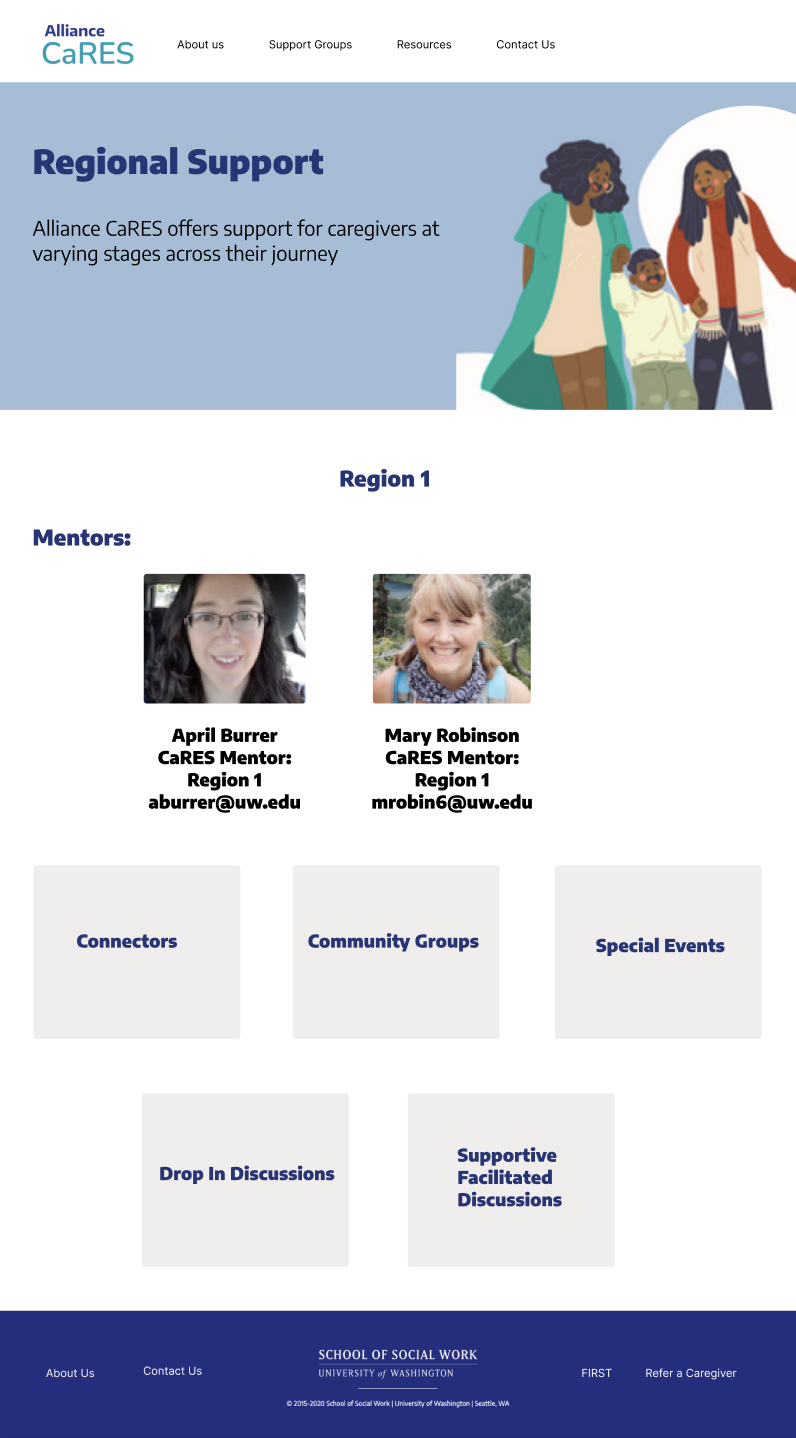 Alliance
CaRES
About us Support Groups Resources Contact Us
Regional Support
Alliance CaRES offers support for caregivers at
varying stages across their journey
Region 1
Mentors:
April Burrer
CaRES Mentor:
Region 1
aburrer@uw.edu
Mary Robinson
CaRES Mentor:
Region 1
mrobin6@uw.edu
Connectors
Community Groups
Special Events
Drop In Discussions
Supportive
Facilitated
Discussions
About Us
Contact Us
SCHOOL OF SOCIAL WORK
UNIVERSITY of WASHINGTON
© 2015-2020 School of Social Work | University of Washington | Seattle, WA
FIRST
Refer a Caregiver